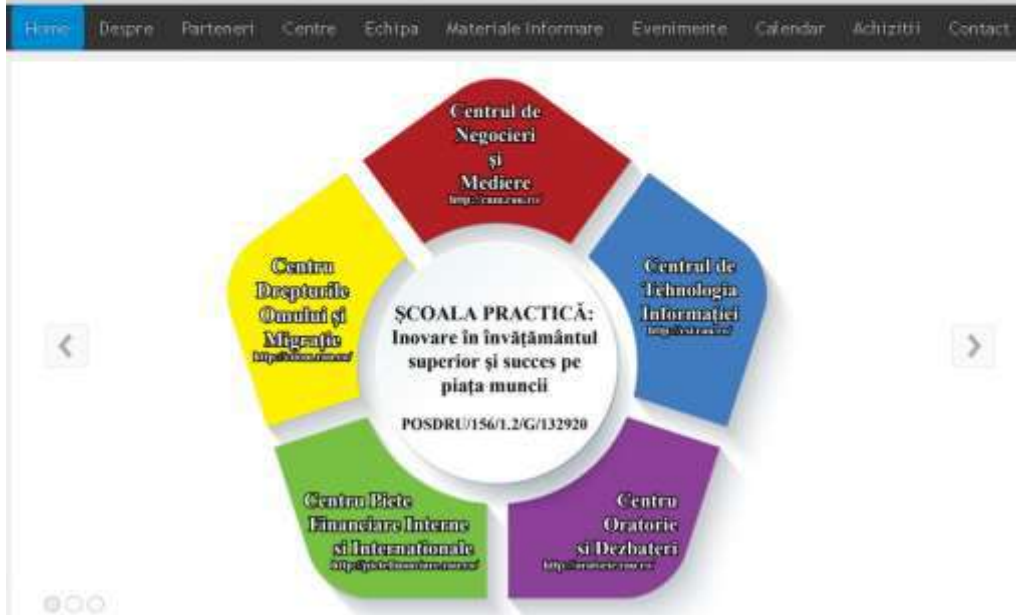 Home Despre Parteneri Centre Echipa Materiale Informare Evenimente Calendar Achizitii Contact
Centrul de
Negocieri
și
Mediere
Centrul de
Tehnologia
Informației
Centru
Drepturile
Omului și
Migrație
ȘCOALA PRACTICĂ:
Inovare în învățământul
superior și succes pe
piața muncii
POSDRU/156/1.2/G/132920
Centru Piete
Financiare Interne
si Internationale
Centru
Oratorie
si Dezbateri